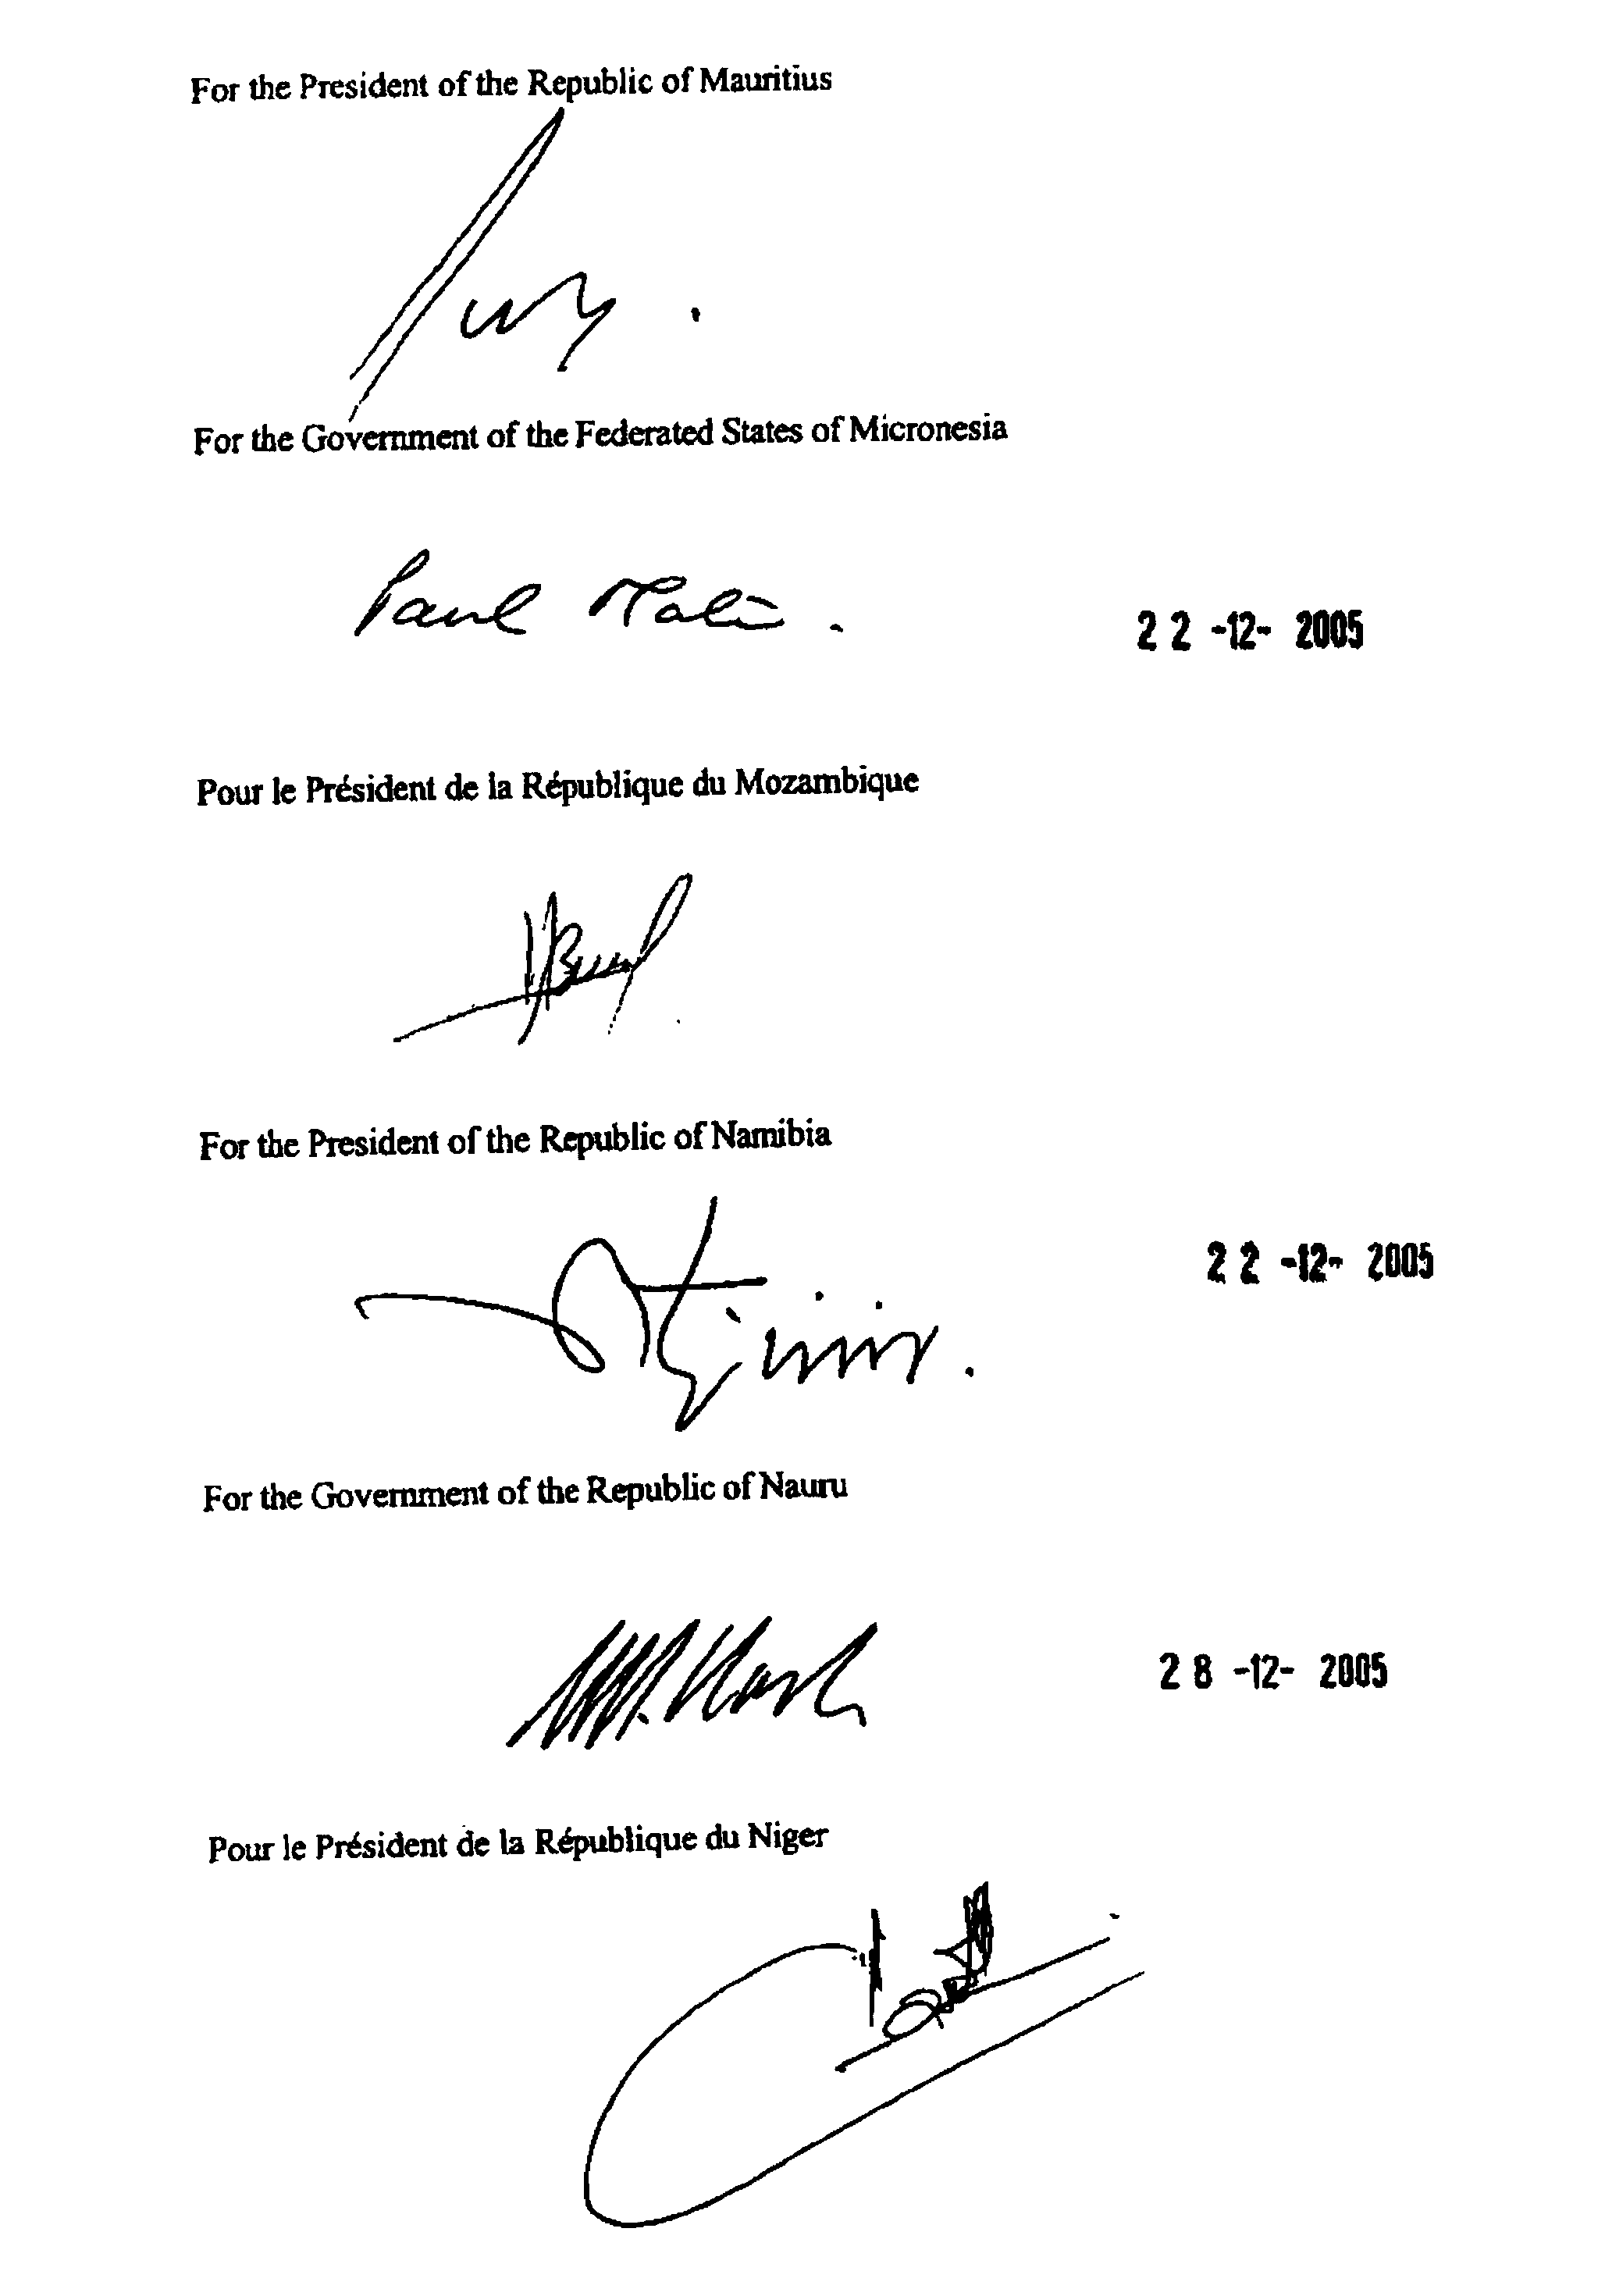 For the President of the Republic of Mauritius
For the Government of the Federated States of Micronesia
Paul
22 -12- 2005
Pour le Président de la République du Mozambique
For the President of the Republic of Namibia
22 -12- 2005
For the Government of the Republic of Nauru
28 -12- 2005
Pour le Président de la République du Niger